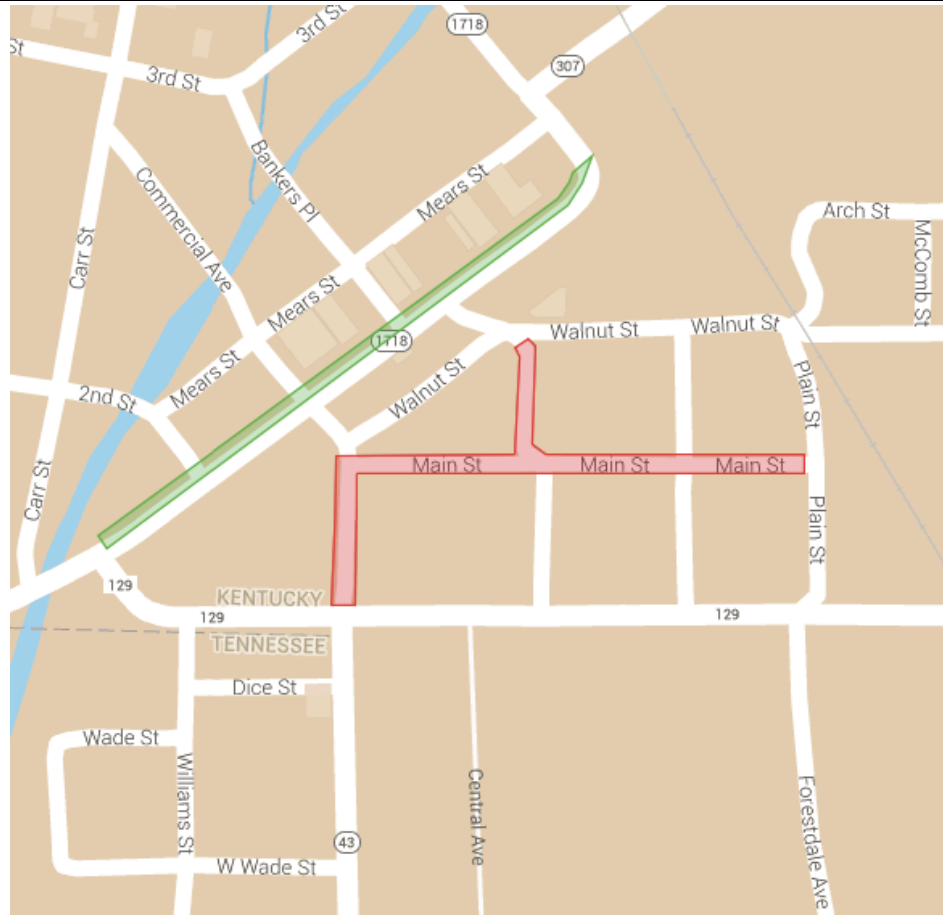 1718
3rd St
St
307
3rd St
Bankers Pl
Mears St
Commercial Ave
Arch St
McComb St
Carr St
Mears St
Walnut St
Walnut St
1718
Mears St
Walnut St
Plain St
2nd St
Main St
Main St
Main St
Carr St
Plain St
129
KENTUCKY
129
129
TENNESSEE
Dice St
Wade St
Williams St
Central Ave
Forestdale Ave
43
W Wade St